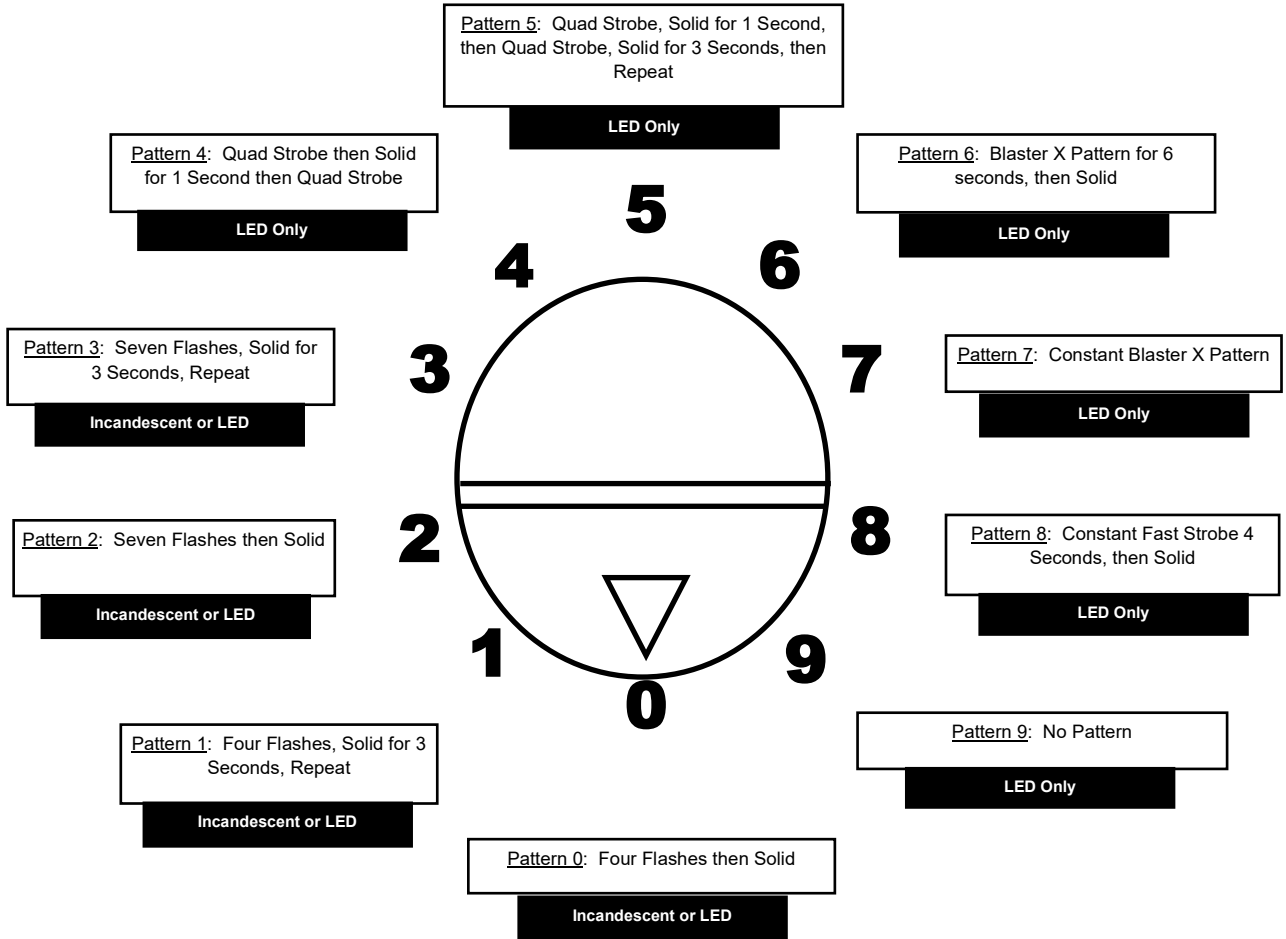 Pattern 5: Quad Strobe, Solid for 1 Second,
then Quad Strobe, Solid for 3 Seconds, then
Repeat
LED Only
Pattern 4: Quad Strobe then Solid
for 1 Second then Quad Strobe
LED Only
Pattern 6: Blaster X Pattern for 6
seconds, then Solid
LED Only
5
4
6
Pattern 3: Seven Flashes, Solid for
3 Seconds, Repeat
Incandescent or LED
3
7
Pattern 7: Constant Blaster X Pattern
LED Only
Pattern 2: Seven Flashes then Solid
Incandescent or LED
2
8
Pattern 8: Constant Fast Strobe 4
Seconds, then Solid
LED Only
1
9
0
Pattern 1: Four Flashes, Solid for 3
Seconds, Repeat
Incandescent or LED
Pattern 9: No Pattern
LED Only
Pattern 0: Four Flashes then Solid
Incandescent or LED